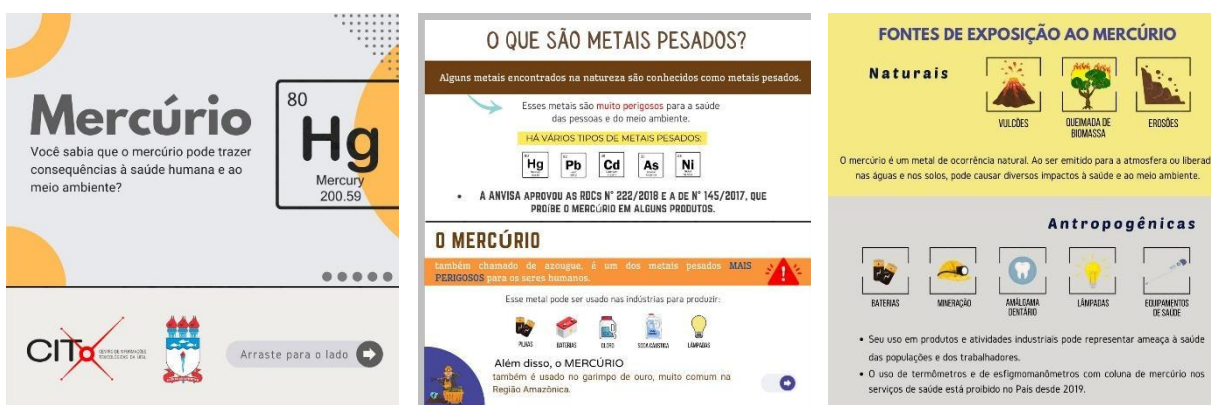 80
Hg
Mercury
200.59
Mercúrio
Você sabia que o mercúrio pode trazer
consequências à saúde humana e ao
meio ambiente?
CITox
CENTRO DE INFORMAÇÕES
TOXICOLÓGICAS DA UFAL
Arraste para o lado
O QUE SÃO METAIS PESADOS?
Alguns metais encontrados na natureza são conhecidos como metais pesados.
Esses metais são muito perigosos para a saúde
das pessoas e do meio ambiente.
HÁ VÁRIOS TIPOS DE METAIS PESADOS:
Hg Pb Cd As Ni
• A ANVISA APROVOU AS RDCS Nº 222/2018 E A DE Nº 145/2017, QUE
PROÍBE O MERCÚRIO EM ALGUNS PRODUTOS.
O MERCÚRIO
também chamado de azougue, é um dos metais pesados MAIS
PERIGOSOS para os seres humanos.
Esse metal pode ser usado nas indústrias para produzir:
PILHAS BATERIAS CLORO SODA CÁUSTICA LÂMPADAS
Além disso, o MERCÚRIO
também é usado no garimpo de ouro, muito comum na
Região Amazônica.
FONTES DE EXPOSIÇÃO AO MERCÚRIO
Naturais
VULCÕES QUEIMADA DE EROSÕES
BIOMASSA
O mercúrio é um metal de ocorrência natural. Ao ser emitido para a atmosfera ou liberad
nas águas e nos solos, pode causar diversos impactos à saúde e ao meio ambiente.
Antropogênicas
BATERIAS MINERAÇÃO AMÁLGAMA LÂMPADAS EQUIPAMENTOS
DENTÁRIO DE SAÚDE
• Seu uso em produtos e atividades industriais pode representar ameaça à saúde
das populações e dos trabalhadores.
• O uso de termômetros e de esfigmomanômetros com coluna de mercúrio nos
serviços de saúde está proibido no País desde 2019.